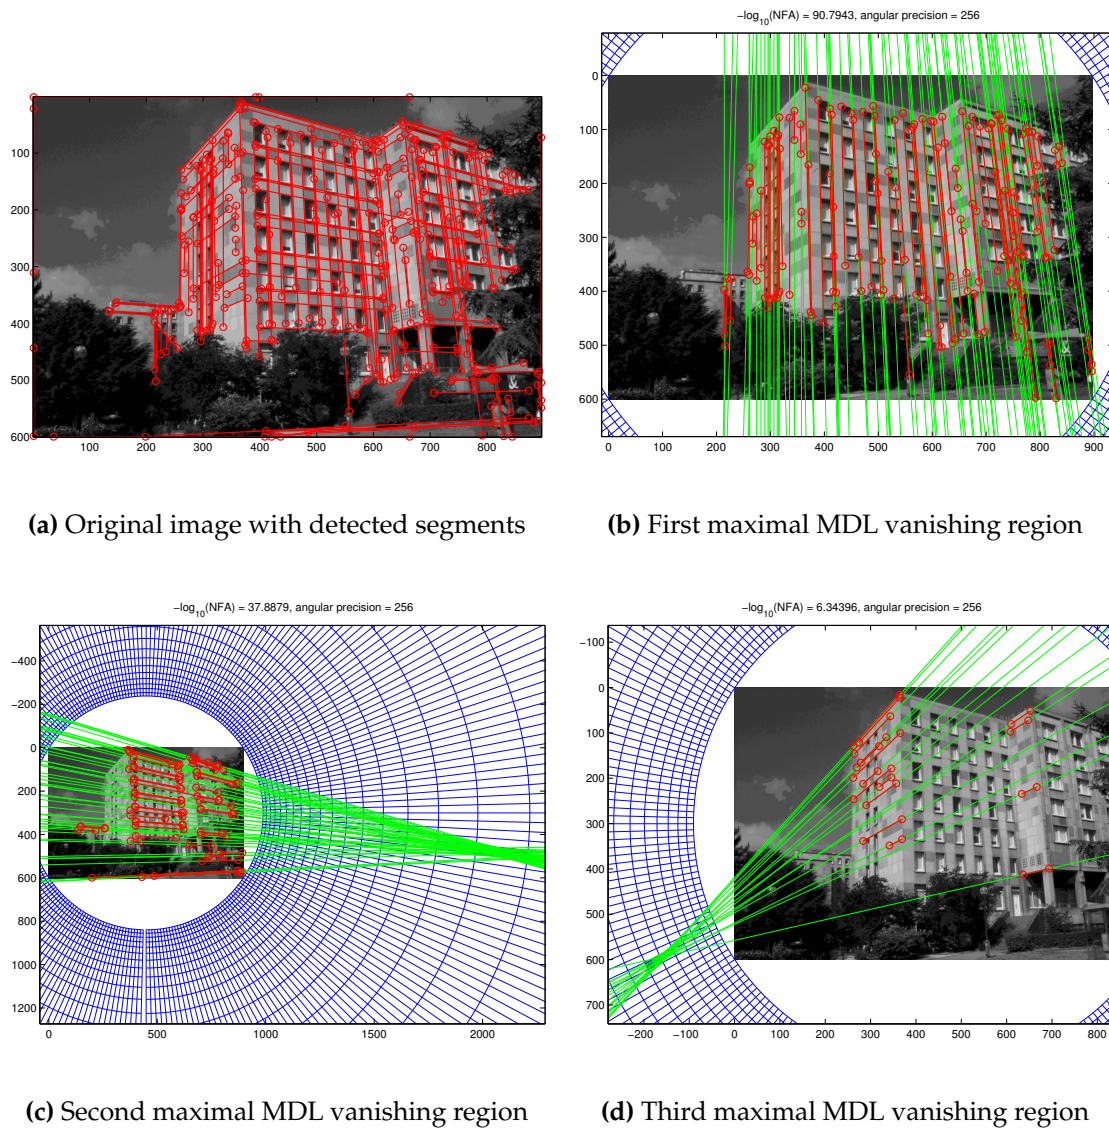 −log10(NFA) = 90.7943, angular precision = 256
100
200
300
400
500
600
100 200 300 400 500 600 700 800
0
100
200
300
400
500
600
0 100 200 300 400 500 600 700 800 900
(a) Original image with detected segments
(b) First maximal MDL vanishing region
−log10(NFA) = 37.8879, angular precision = 256
−400
−200
0
200
400
600
800
1000
1200
0 500 1000 1500 2000
−log10(NFA) = 6.34396, angular precision = 256
−100
0
100
200
300
400
500
600
700
−200 −100 0 100 200 300 400 500 600 700 800
(c) Second maximal MDL vanishing region
(d) Third maximal MDL vanishing region